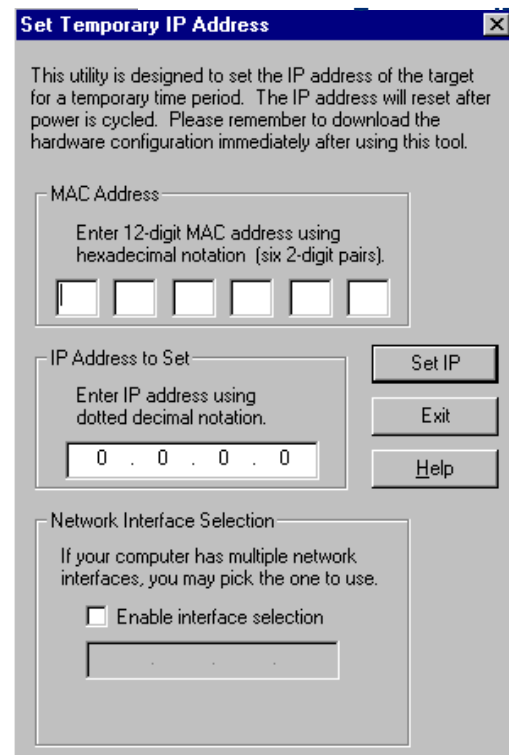 Set Temporary IP Address
This utility is designed to set the IP address of the target
for a temporary time period. The IP address will reset after
power is cycled. Please remember to download the
hardware configuration immediately after using this tool.
MAC Address
Enter 12-digit MAC address using
hexadecimal notation (six 2-digit pairs).
IP Address to Set
Enter IP address using
dotted decimal notation.
0 . 0 . 0 . 0
Set IP
Exit
Help
Network Interface Selection
If your computer has multiple network
interfaces, you may pick the one to use.
Enable interface selection
. . .